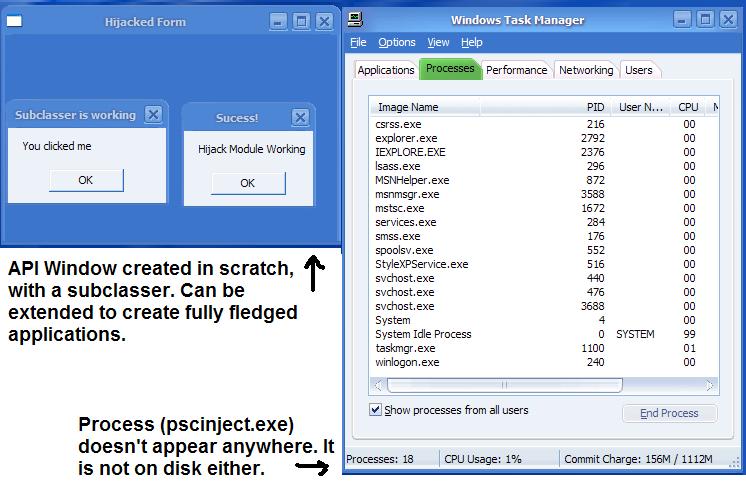 Hijacked Form
Subclasser is working
You clicked me
OK
Sucess!
Hijack Module Working
OK
API Window created in scratch,
with a subclasser. Can be
extended to create fully fledged
applications.
Process (pscinject.exe)
doesn't appear anywhere. It
is not on disk either.
Windows Task Manager
File Options View Help
Applications Processes Performance Networking Users
Image Name PID User N... CPU M
csrss.exe 216 00
explorer.exe 2792 00
IEXPLORE.EXE 2376 00
lsass.exe 296 00
MSNHelper.exe 872 00
msnmsgr.exe 3588 00
mstsc.exe 1672 00
services.exe 284 00
smss.exe 176 00
spoolsv.exe 552 00
StyleXPService.exe 516 00
svchost.exe 440 00
svchost.exe 476 00
svchost.exe 3688 00
System 4 00
System Idle Process 0 SYSTEM 99
taskmgr.exe 1100 01
winlogon.exe 240 00
Show processes from all users
End Process
Processes: 18 CPU Usage: 1% Commit Charge: 156M / 1112M